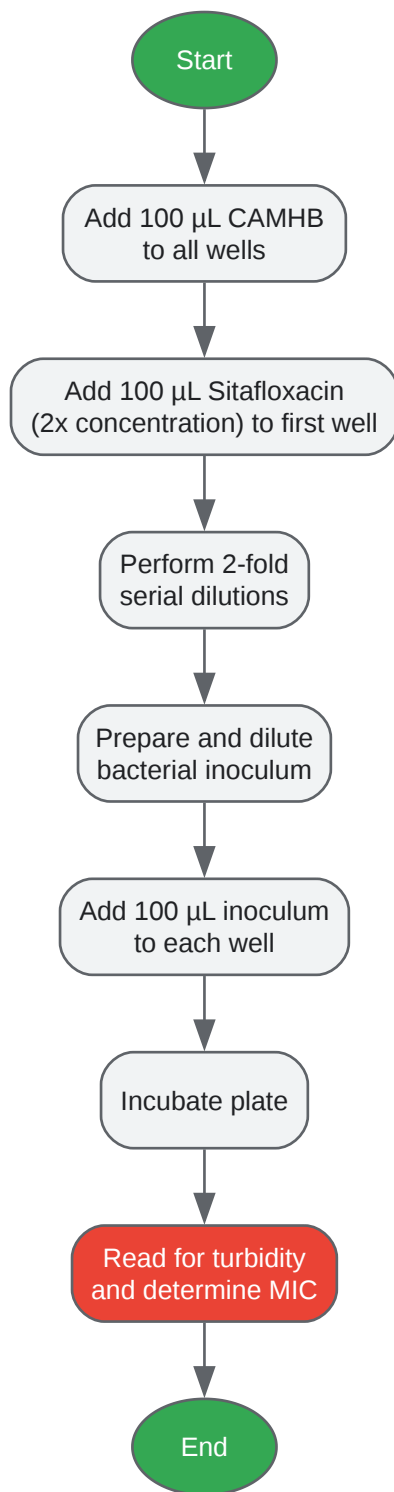 Start
Add 100 µL CAMHB
to all wells
Add 100 µL Sitafloxacin
(2x concentration) to first well
Perform 2-fold
serial dilutions
Prepare and dilute
bacterial inoculum
Add 100 µL inoculum
to each well
Incubate plate
Read for turbidity
and determine MIC
End